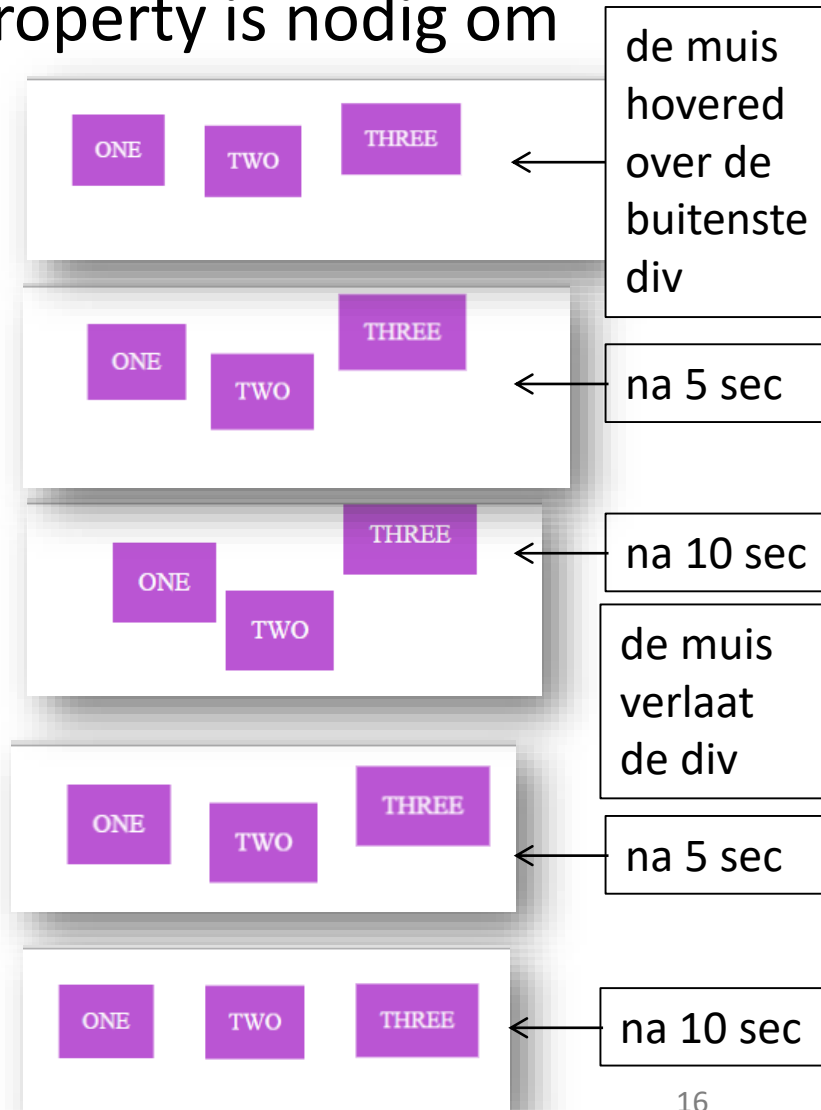 roperty is nodig om
de muis
hovered
over de
buitenste
div
ONE
TWO
THREE
ONE
TWO
THREE
na 5 sec
ONE
TWO
THREE
na 10 sec
de muis
verlaat
de div
ONE
TWO
THREE
na 5 sec
ONE
TWO
THREE
na 10 sec
16